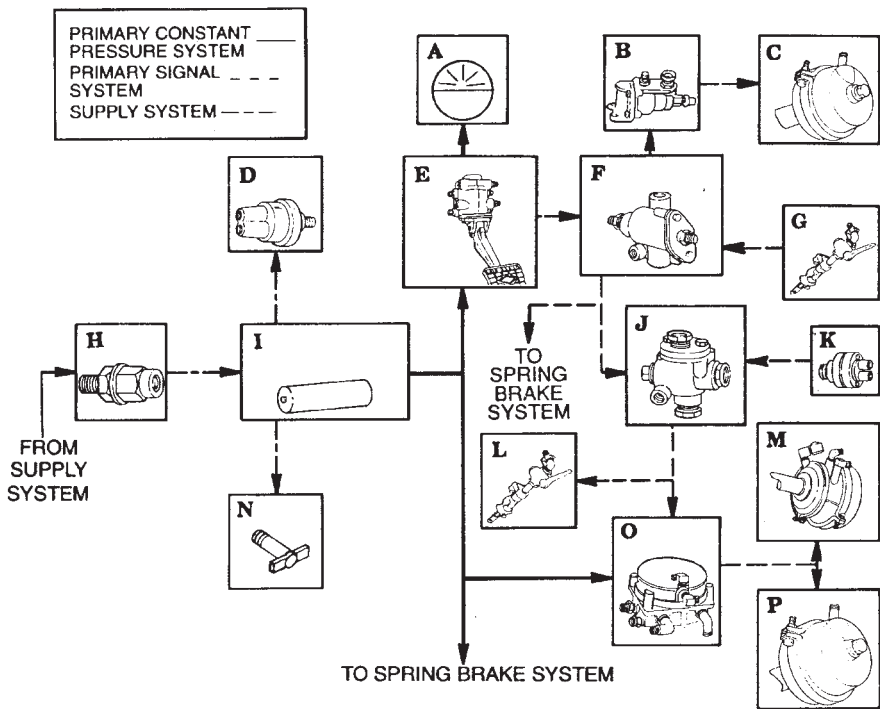 PRIMARY CONSTANT
PRESSURE SYSTEM
PRIMARY SIGNAL
SYSTEM
SUPPLY SYSTEM
A
B
C
D
E
F
G
H
I
J
K
TO
SPRING
BRAKE
SYSTEM
FROM
SUPPLY
SYSTEM
L
M
N
O
P
TO SPRING BRAKE SYSTEM